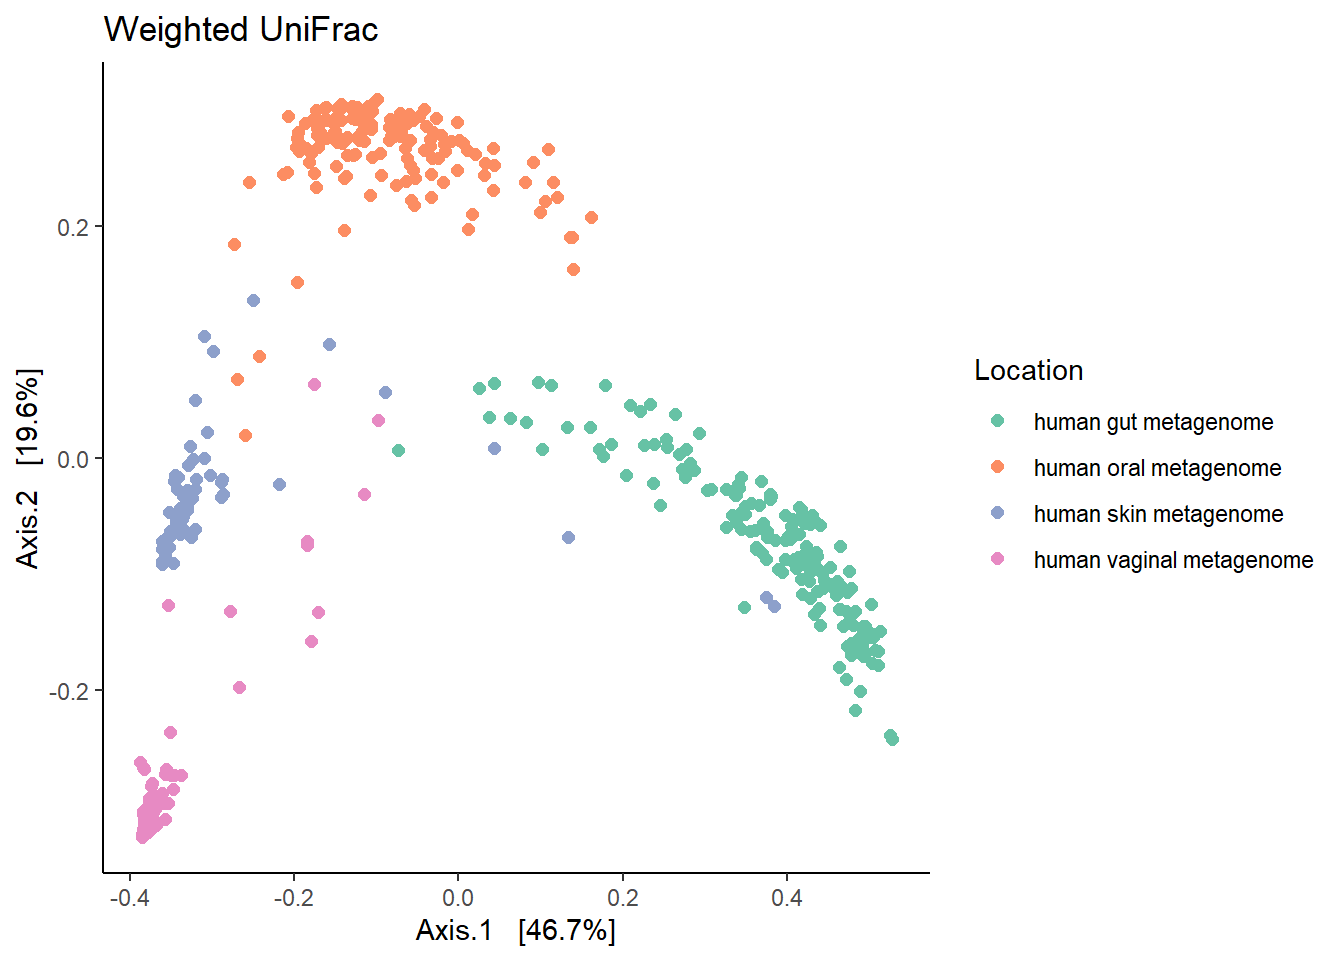 Weighted UniFrac
Axis.2 [19.6%]
0.2
0.0
-0.2
-0.4
-0.2
0.0
0.2
0.4
Axis.1 [46.7%]
Location
human gut metagenome
human oral metagenome
human skin metagenome
human vaginal metagenome